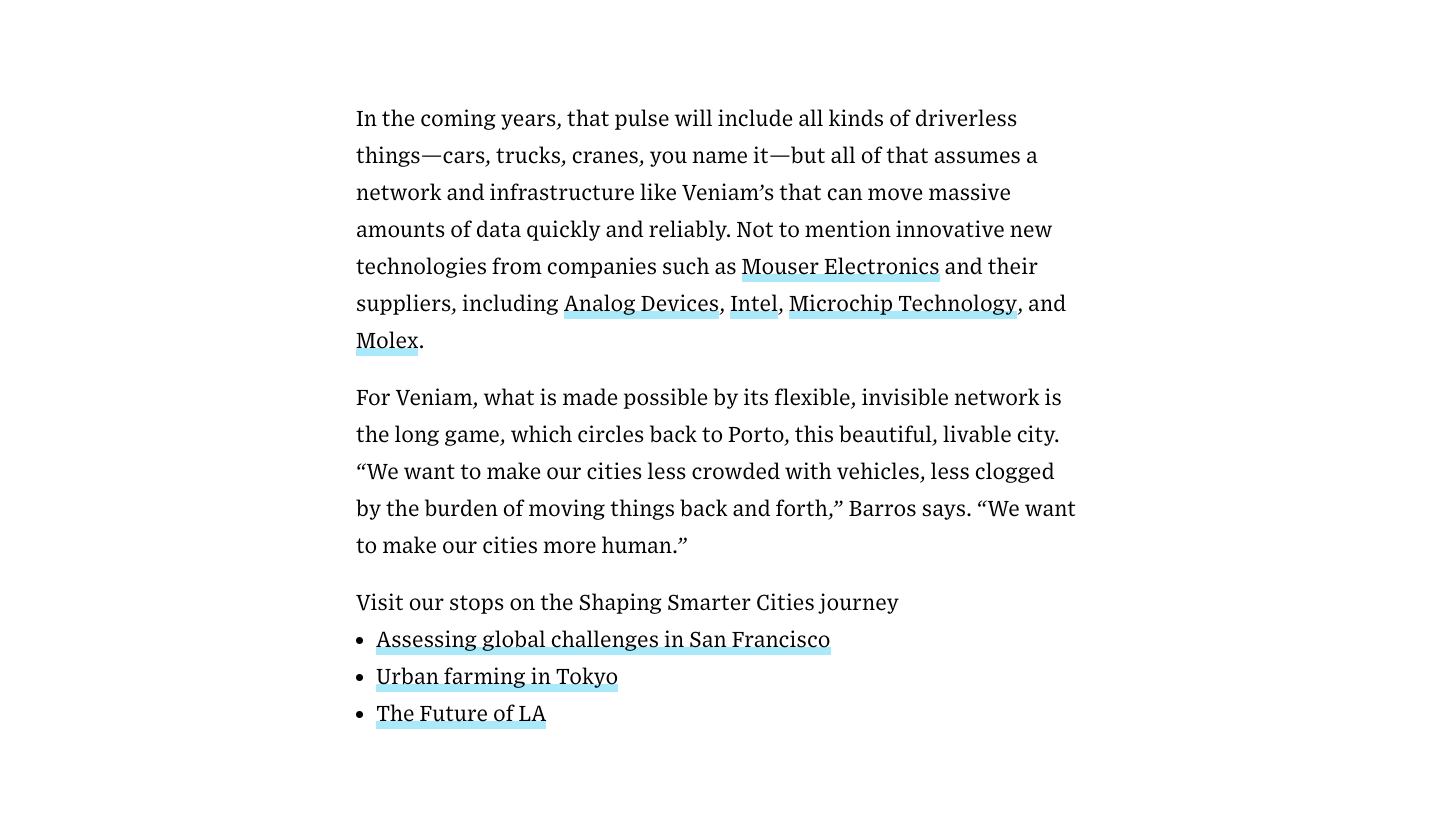 In the coming years, that pulse will include all kinds of driverless
things—cars, trucks, cranes, you name it—but all of that assumes a
network and infrastructure like Veniam’s that can move massive
amounts of data quickly and reliably. Not to mention innovative new
technologies from companies such as Mouser Electronics and their
suppliers, including Analog Devices, Intel, Microchip Technology, and
Molex.
For Veniam, what is made possible by its flexible, invisible network is
the long game, which circles back to Porto, this beautiful, livable city.
“We want to make our cities less crowded with vehicles, less clogged
by the burden of moving things back and forth,” Barros says. “We want
to make our cities more human.”
Visit our stops on the Shaping Smarter Cities journey
• Assessing global challenges in San Francisco
• Urban farming in Tokyo
• The Future of LA